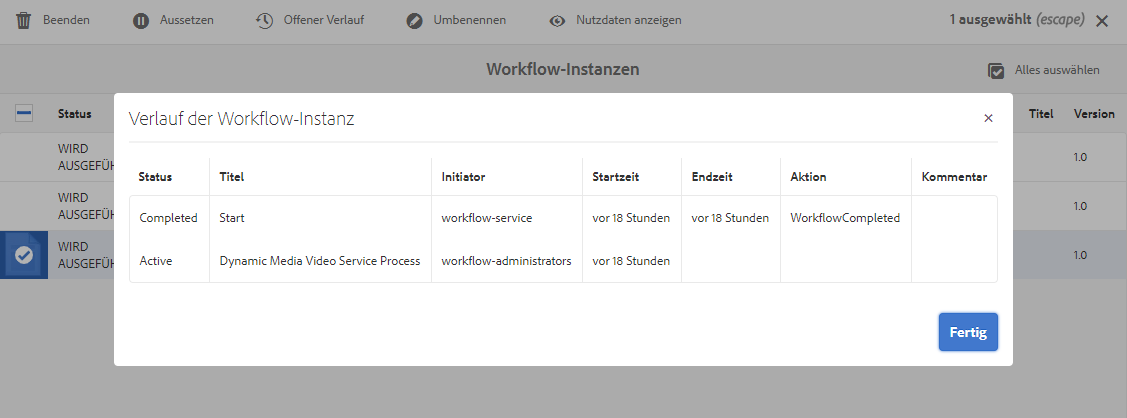 Beenden Aussetzen Offener Verlauf Umbenennen Nutzdaten anzeigen 1 ausgewählt (escape)
Workflow-Instanzen Alles auswählen
Status Titel Version
WIRD
AUSGEFÜH 1.0
WIRD
AUSGEFÜH 1.0
WIRD
AUSGEFÜH 1.0
Verlauf der Workflow-Instanz
Status Titel Initiator Startzeit Endzeit Aktion Kommentar
Completed Start workflow-service vor 18 Stunden vor 18 Stunden WorkflowCompleted
Active Dynamic Media Video Service Process workflow-administrators vor 18 Stunden
Fertig